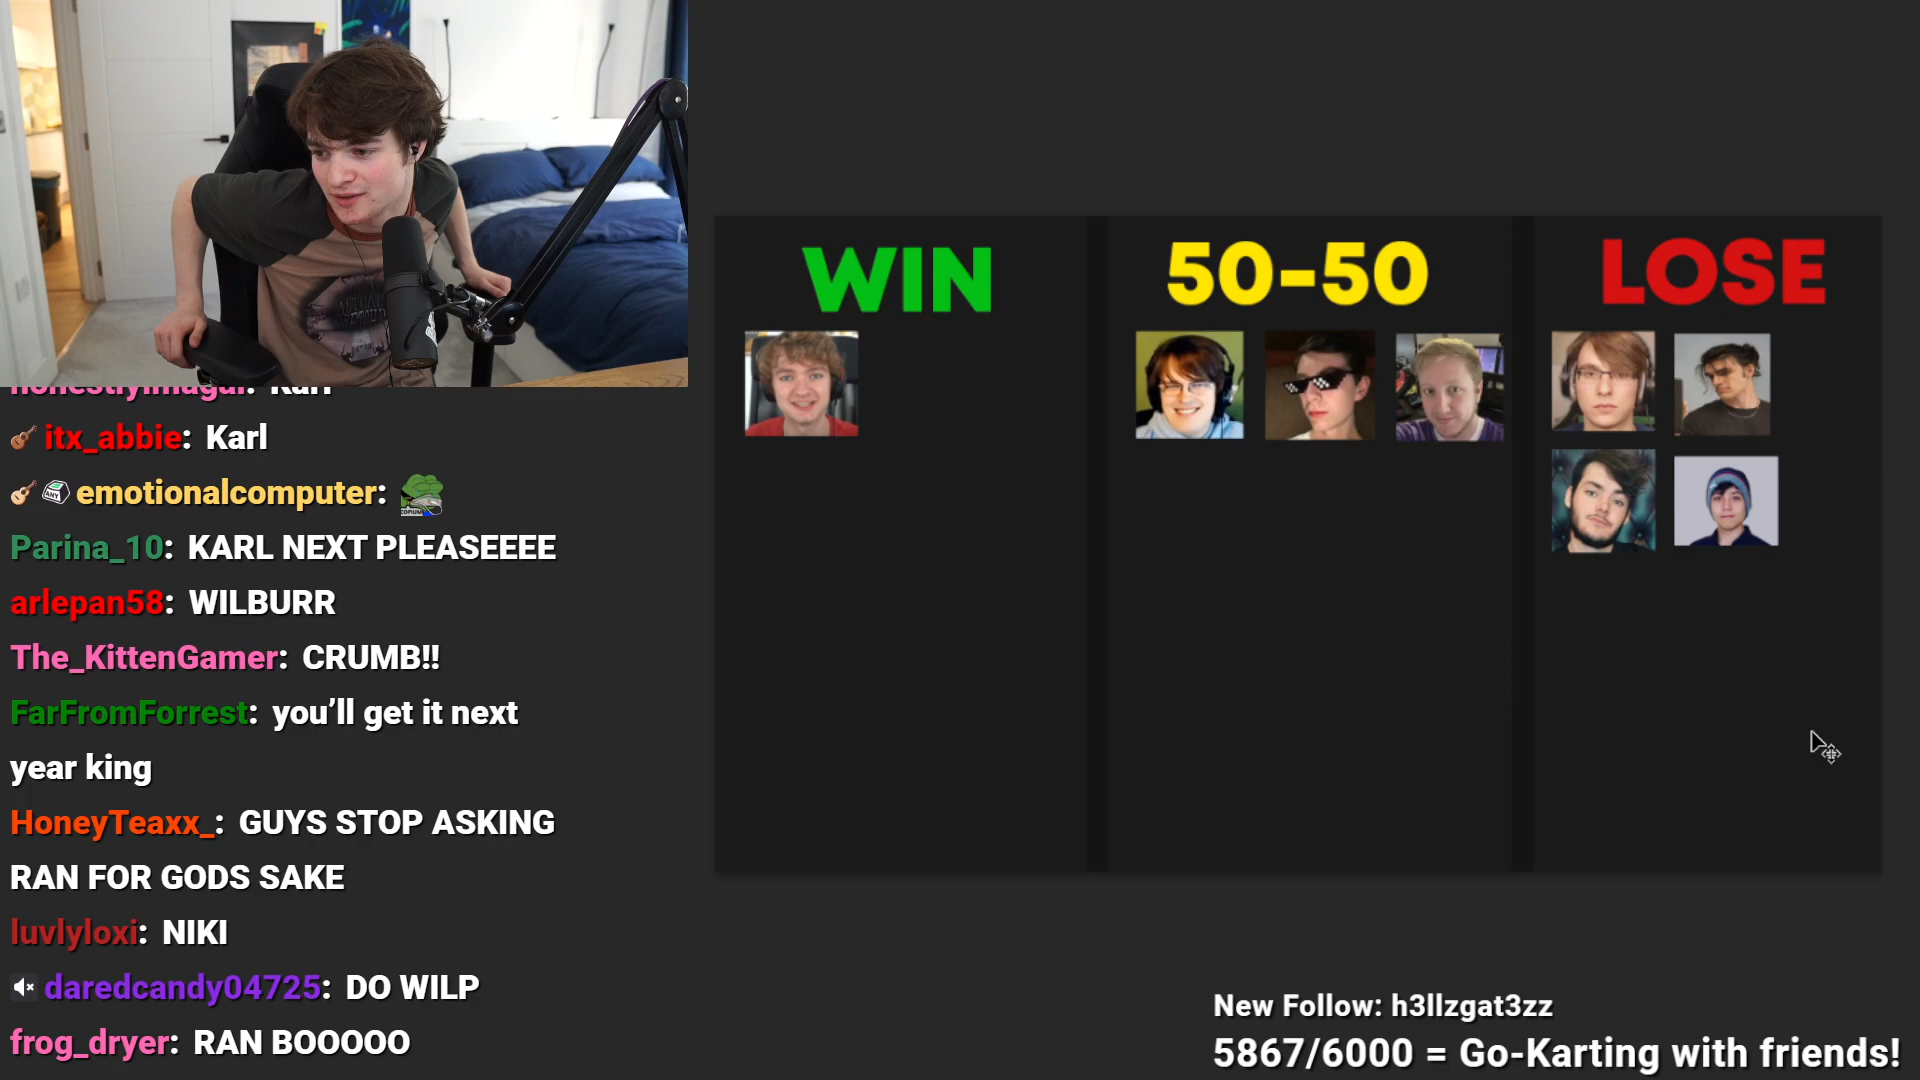 honestlyimagal: Karl
itx_abbie: Karl
emotionalcomputer:
Parina_10: KARL NEXT PLEASEEEE
arlepan58: WILBURR
The_KittenGamer: CRUMB!!
FarFromForrest: you’ll get it next
year king
HoneyTeaxx_: GUYS STOP ASKING
RAN FOR GODS SAKE
luvlyloxi: NIKI
daredcandy04725: DO WILP
frog_dryer: RAN BOOOOO
WIN
50-50
LOSE
New Follow: h3llzgat3zz
5867/6000 = Go-Karting with friends!